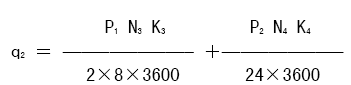 P₁ N₃ K₃ P₂ N₄ K₄
q₂ = ―――――― +――――――
2×8×3600 24×3600